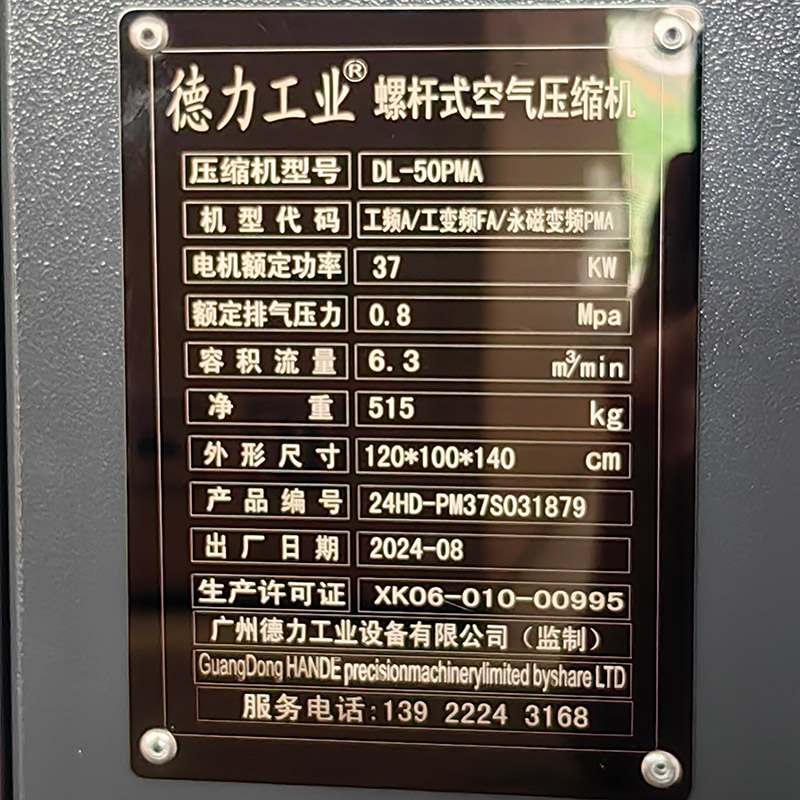 德力工业® 螺杆式空气压缩机
压缩机型号 DL-50PMA
机型代码 工频A/工变频FA/永磁变频PMA
电机额定功率 37 KW
额定排气压力 0.8 Mpa
容积流量 6.3 m³/min
净重 515 kg
外形尺寸 120*100*140 cm
产品编号 24HD-PM37S031879
出厂日期 2024-08
生产许可证 XK06-010-00995
广州德力工业设备有限公司（监制）
GuangDong HANDE precisionmachinerylimited byshare LTD
服务电话:139 2224 3168